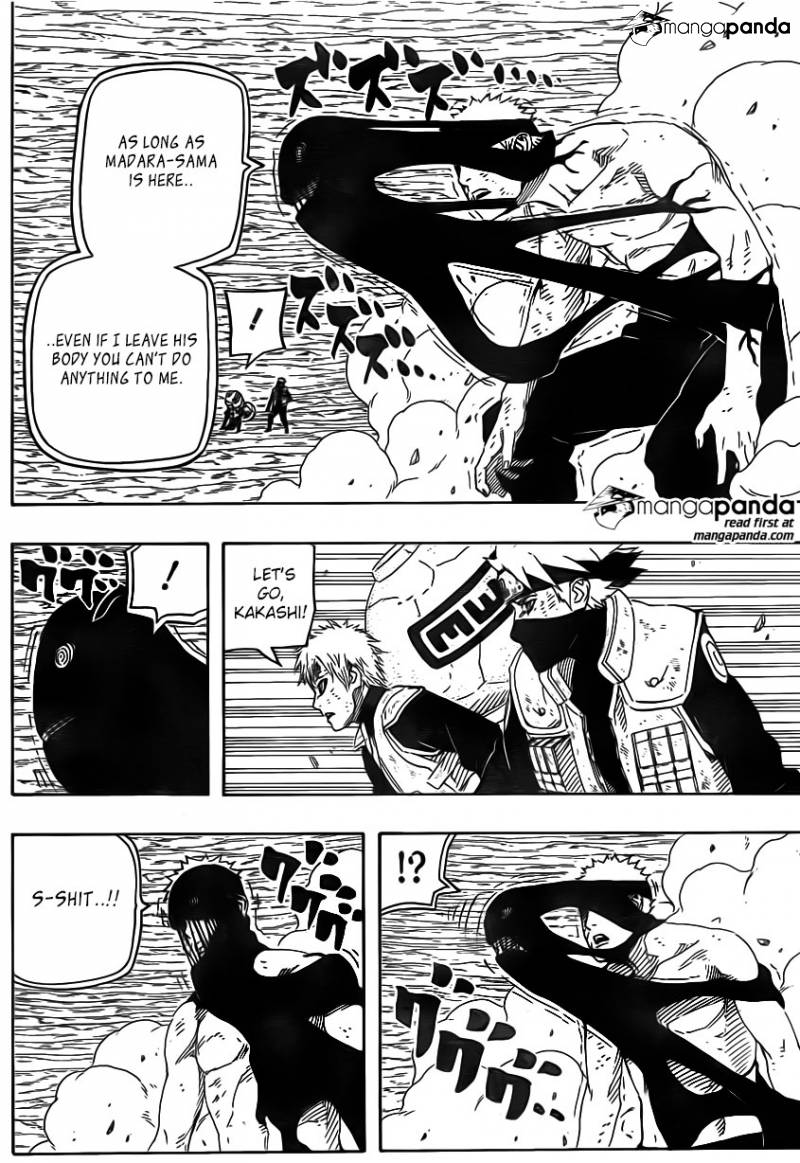 mangapanda
ズズズ
AS LONG AS
MADARA-SAMA
IS HERE..
..EVEN IF I LEAVE HIS
BODY YOU CAN'T DO
ANYTHING TO ME.
!
ズズズ
mangapanda
read first at
mangapanda.com
LET'S
GO,
KAKASHI!
!
ググ
!?
ググググ
S-SHIT..!!
ググググ